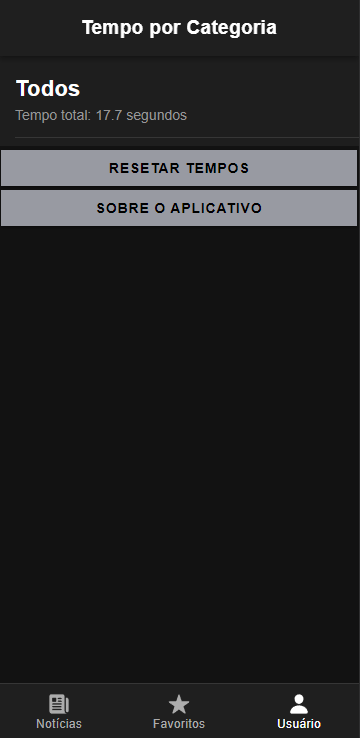 Tempo por Categoria
Todos
Tempo total: 17.7 segundos
RESETAR TEMPOS
SOBRE O APLICATIVO
Notícias
Favoritos
Usuário